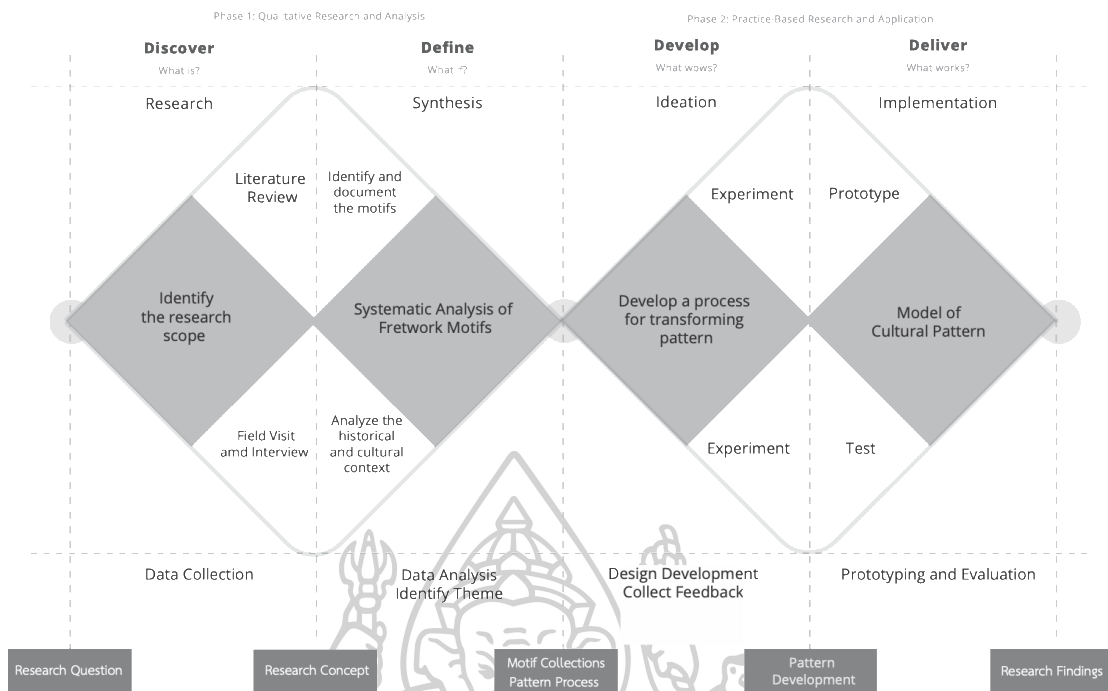 Phase 1: Qualitative Research and Analysis
Phase 2: Practice-Based Research and Application
Discover
Define
Develop
Deliver
What is?
What if?
What wows?
What works?
Research
Synthesis
Ideation
Implementation
Literature
Review
Identify and
document
the motifs
Experiment
Prototype
Identify
the research
scope
Systematic Analysis of
Fretwork Motifs
Develop a process
for transforming
pattern
Model of
Cultural Pattern
Field Visit
amd Interview
Analyze the
historical
and cultural
context
Experiment
Test
Data Collection
Data Analysis
Identify Theme
Design Development
Collect Feedback
Prototyping and Evaluation
Research Question
Research Concept
Motif Collections
Pattern Process
Pattern
Development
Research Findings